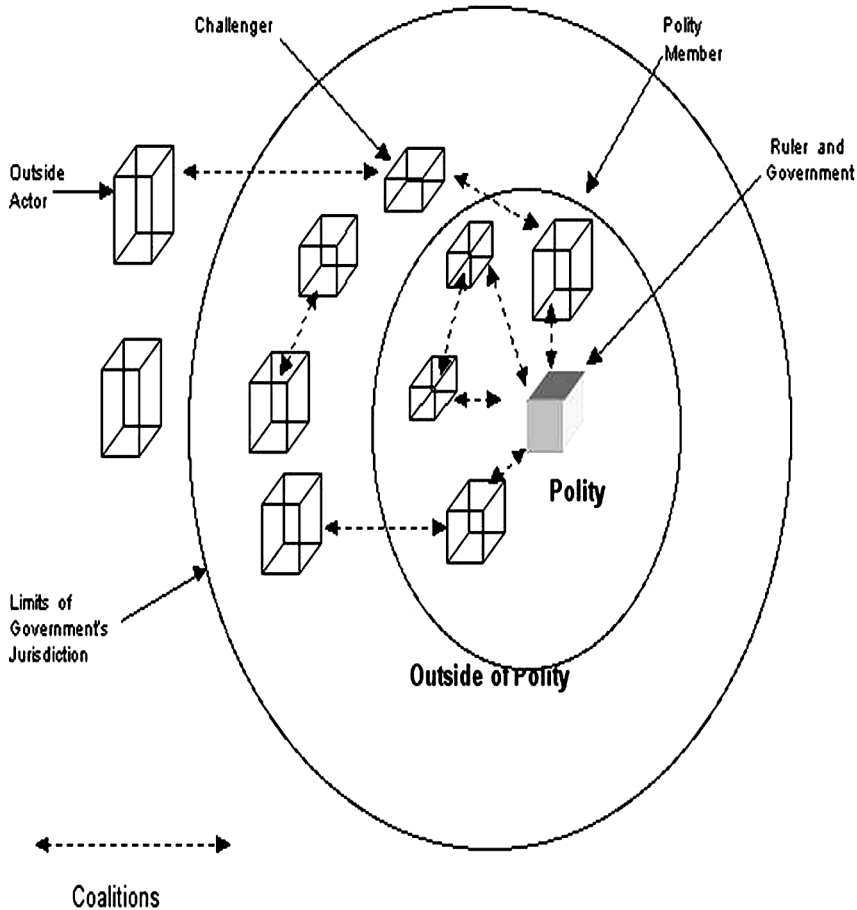 Challenger
Polity
Member
Ruler and
Government
Outside
Actor
Polity
Limits of
Government's
Jurisdiction
Outside of Polity
Coalitions